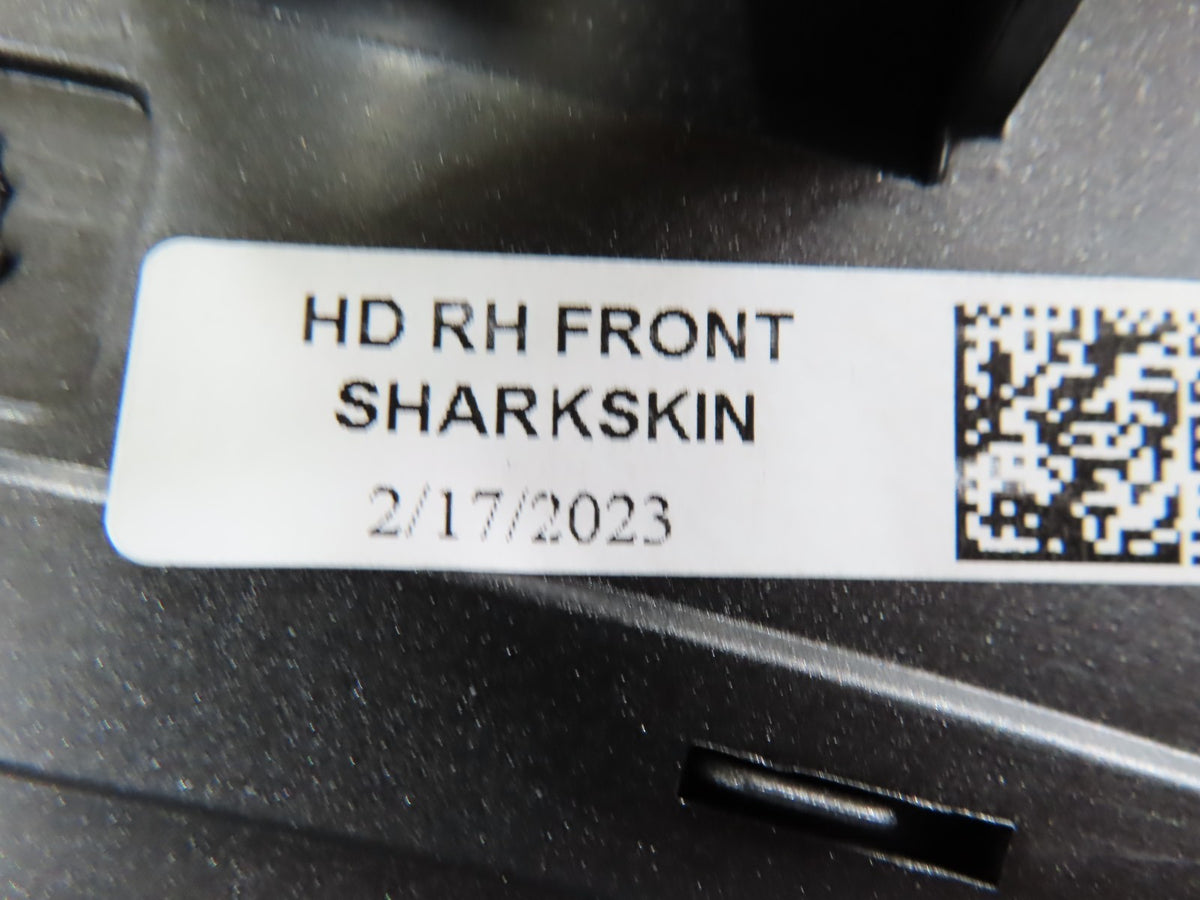 HD RH FRONT
SHARKSKIN
2/17/2023